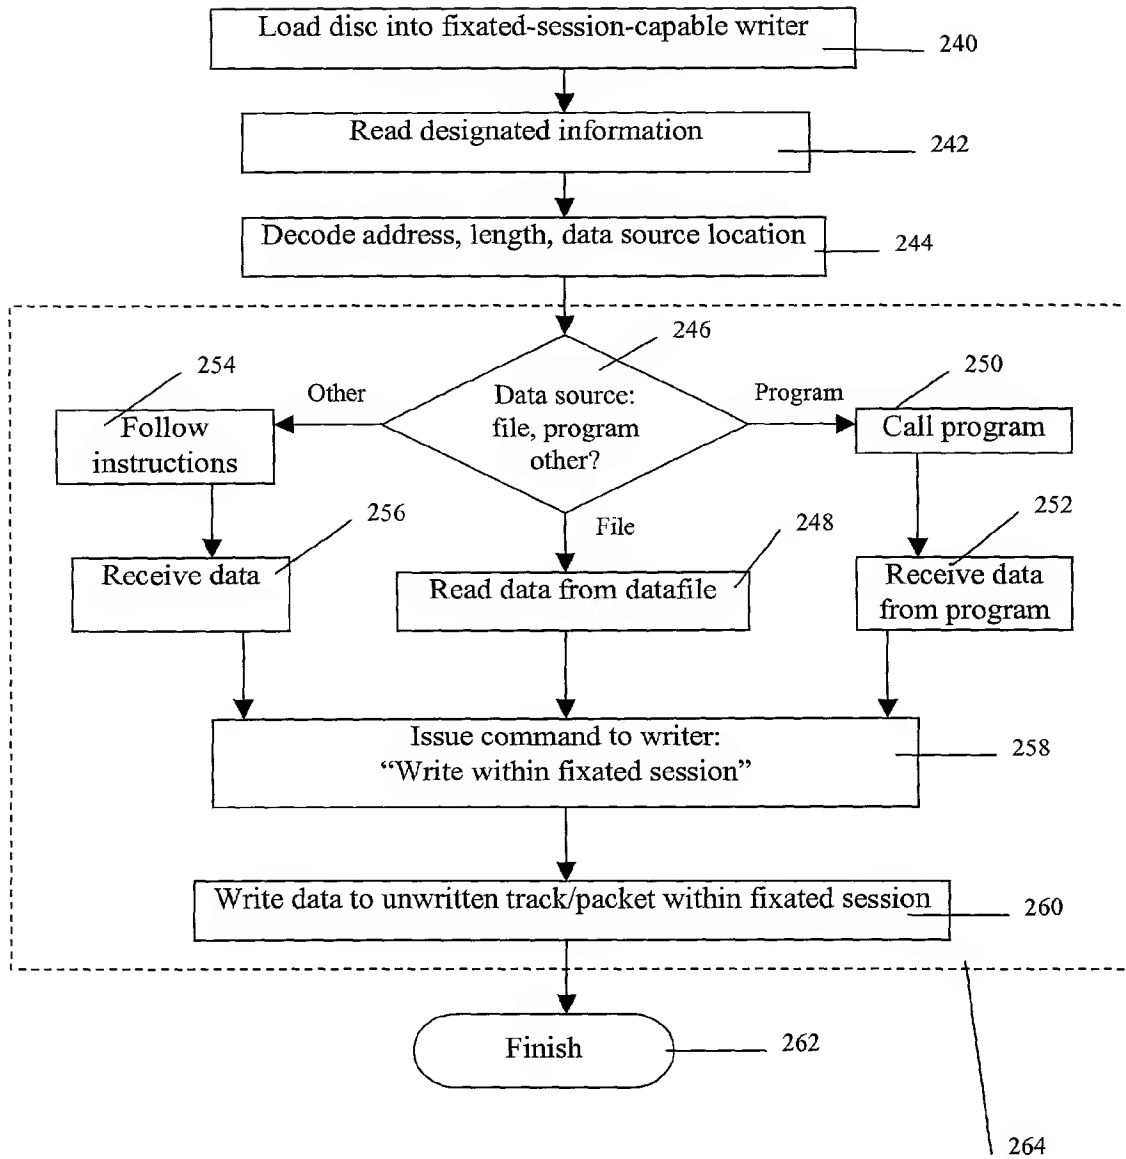 Load disc into fixated-session-capable writer
240
Read designated information
242
Decode address, length, data source location
244
246
254
250
Other
Data source:
file, program
other?
Program
Follow
instructions
Call program
256
File
248
252
Receive data
Read data from datafile
Receive data
from program
Issue command to writer:
“Write within fixated session”
258
Write data to unwritten track/packet within fixated session
260
Finish
262
264